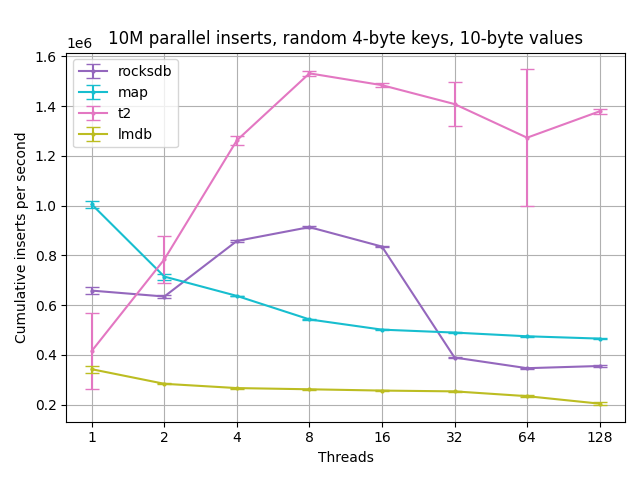 10M parallel inserts, random 4-byte keys, 10-byte values
1e6
rocksdb
map
t2
lmdb
Cumulative inserts per second
1.6
1.4
1.2
1.0
0.8
0.6
0.4
0.2
1 2 4 8 16 32 64 128
Threads